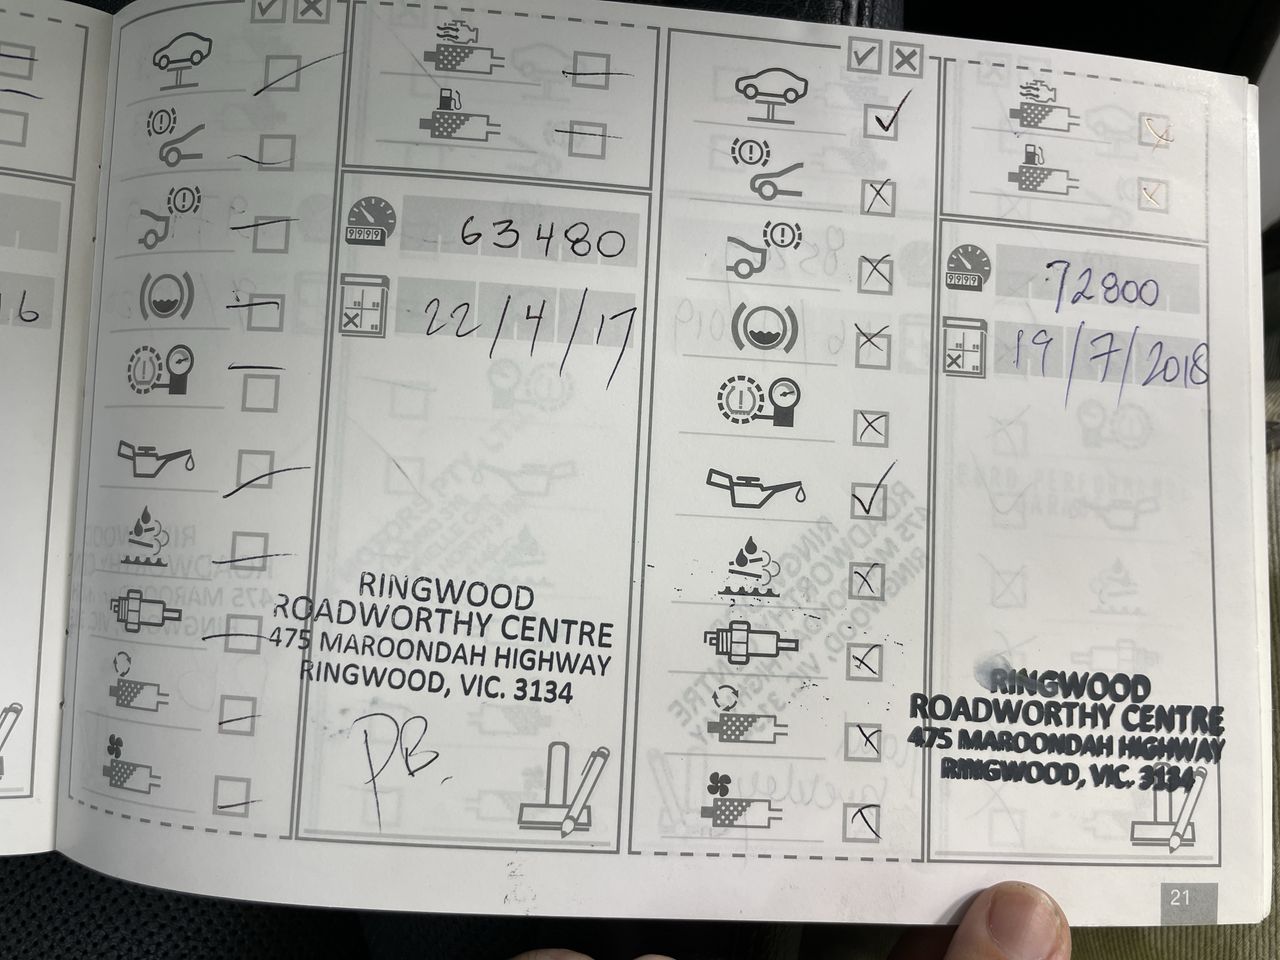 16
63480
22/4/17
RINGWOOD
ROADWORTHY CENTRE
475 MAROONDAH HIGHWAY
RINGWOOD, VIC. 3134
PB.
72800
19/7/2018
RINGWOOD
ROADWORTHY CENTRE
475 MAROONDAH HIGHWAY
RINGWOOD, VIC. 3134
21